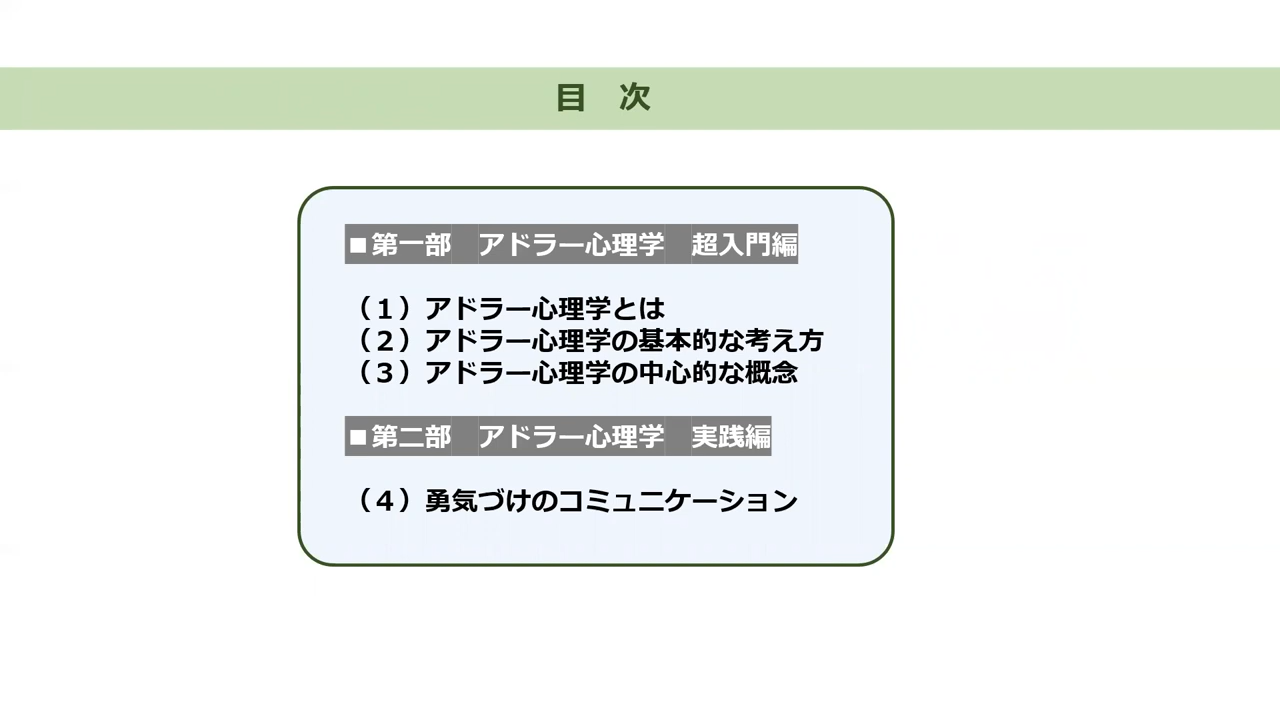 目　次
■第一部　アドラー心理学　超入門編
（１）アドラー心理学とは
（２）アドラー心理学の基本的な考え方
（３）アドラー心理学の中心的な概念
■第二部　アドラー心理学　実践編
（４）勇気づけのコミュニケーション